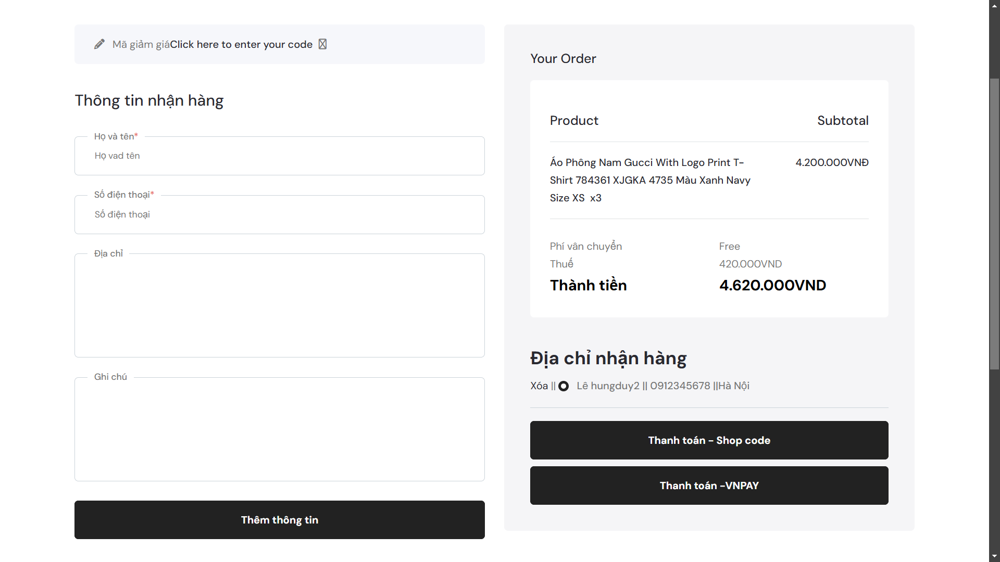 Mã giảm giáClick here to enter your code
Thông tin nhận hàng
Họ và tên*
Họ vad tên
Số điện thoại*
Số điện thoại
Địa chỉ
Ghi chú
Thêm thông tin
Your Order
Product Subtotal
Áo Phông Nam Gucci With Logo Print T- 4.200.000VNĐ
Shirt 784361 XJGKA 4735 Màu Xanh Navy
Size XS x3
Phí vân chuyển Free
Thuế 420.000VND
Thành tiền 4.620.000VND
Địa chỉ nhận hàng
Xóa || Lê hungduy2 || 0912345678 ||Hà Nội
Thanh toán - Shop code
Thanh toán -VNPAY